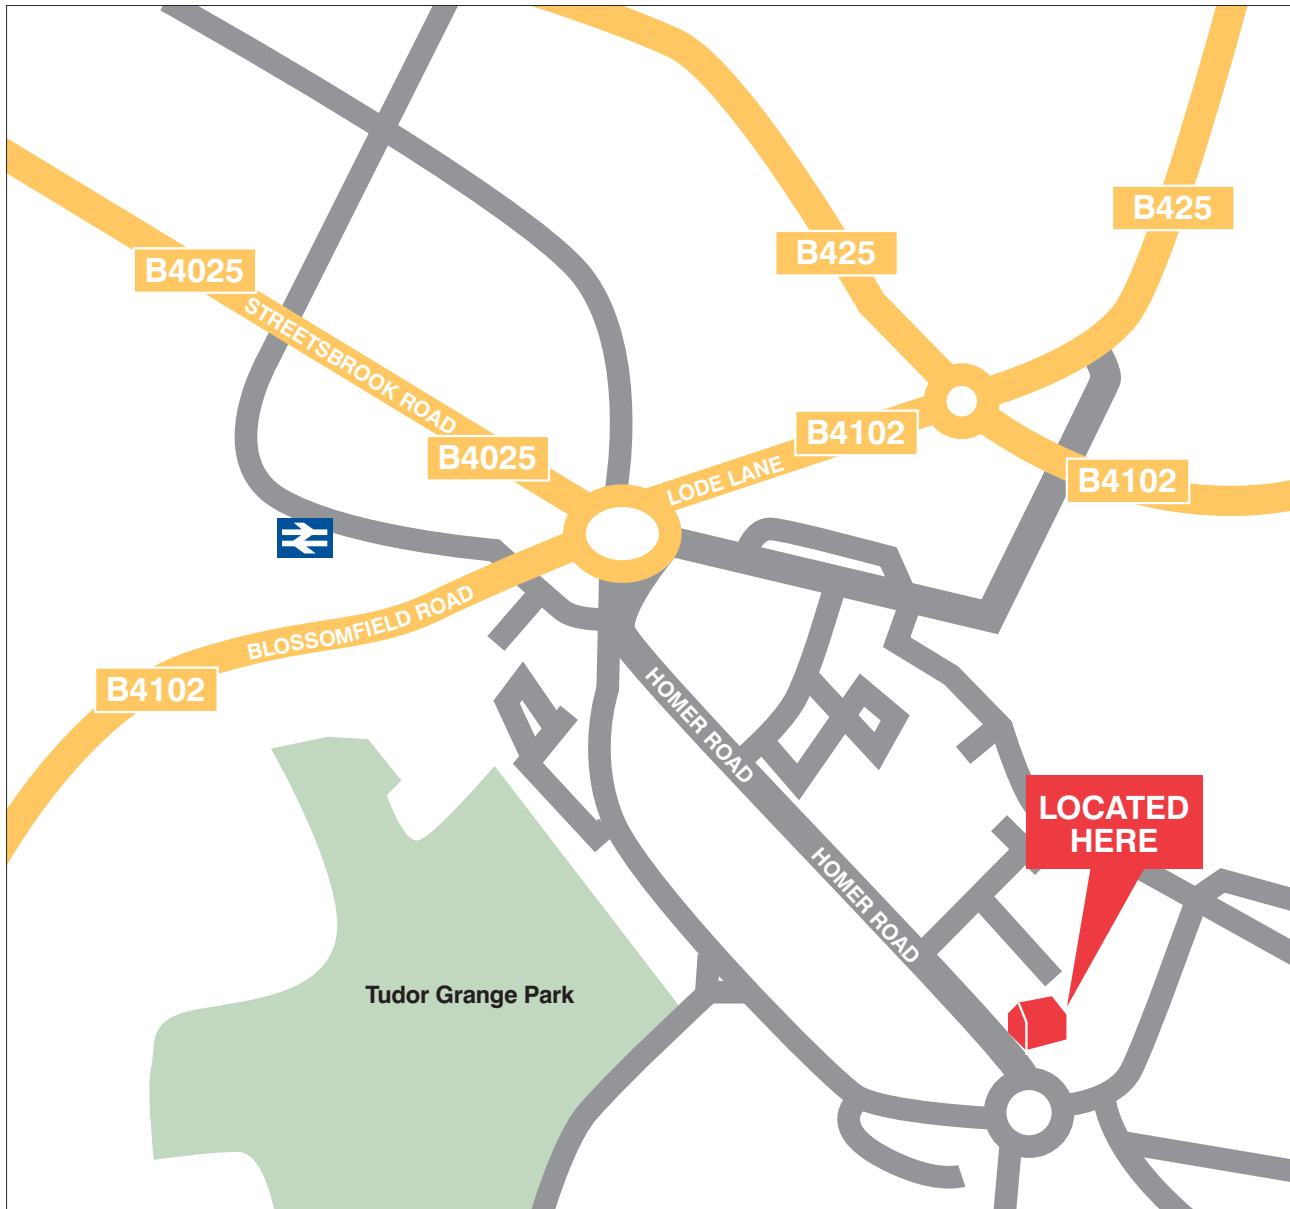 B425
B425
B4025
STREETSBROOK ROAD
B4025
B4102
LODE LANE
B4102
BLOSSOMFIELD ROAD
B4102
HOMER ROAD
LOCATED
HERE
HOMER ROAD
Tudor Grange Park